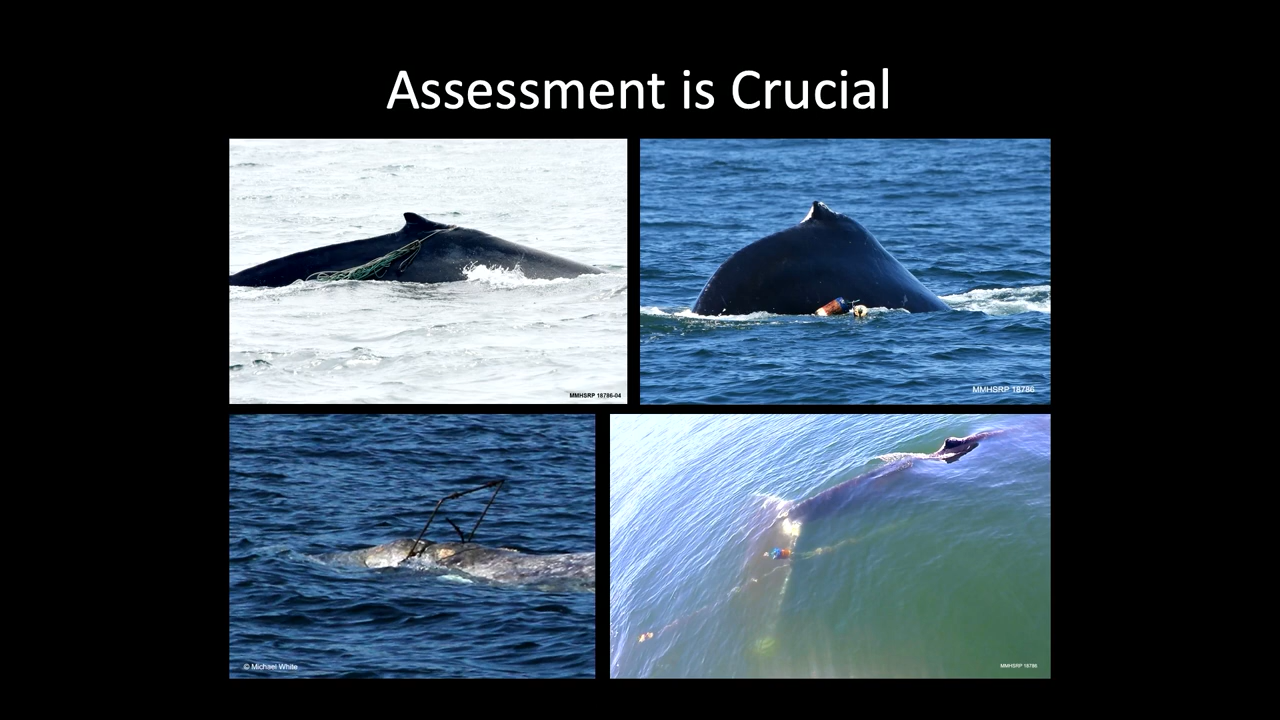 Assessment is Crucial
MMHSRP 18786-04
MMHSRP 18786
© Michael White
MMHSRP 18786